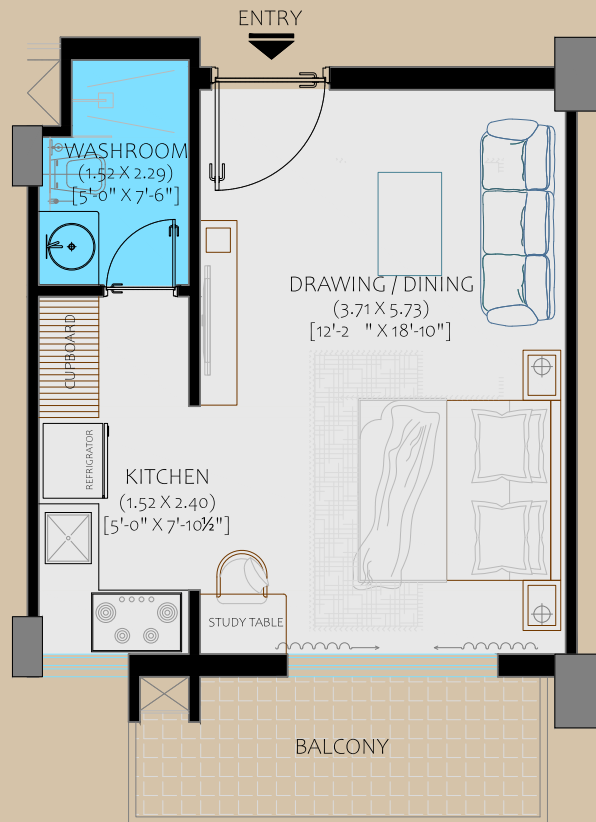 ENTRY
WASHROOM
(1.52 X 2.29)
[5'-0" X 7'-6"]
DRAWING / DINING
(3.71 X 5.73)
[12'-2 " X 18'-10"]
CUPBOARD
REFRIGRATOR
KITCHEN
(1.52 X 2.40)
[5'-0" X 7'-10½"]
STUDY TABLE
BALCONY